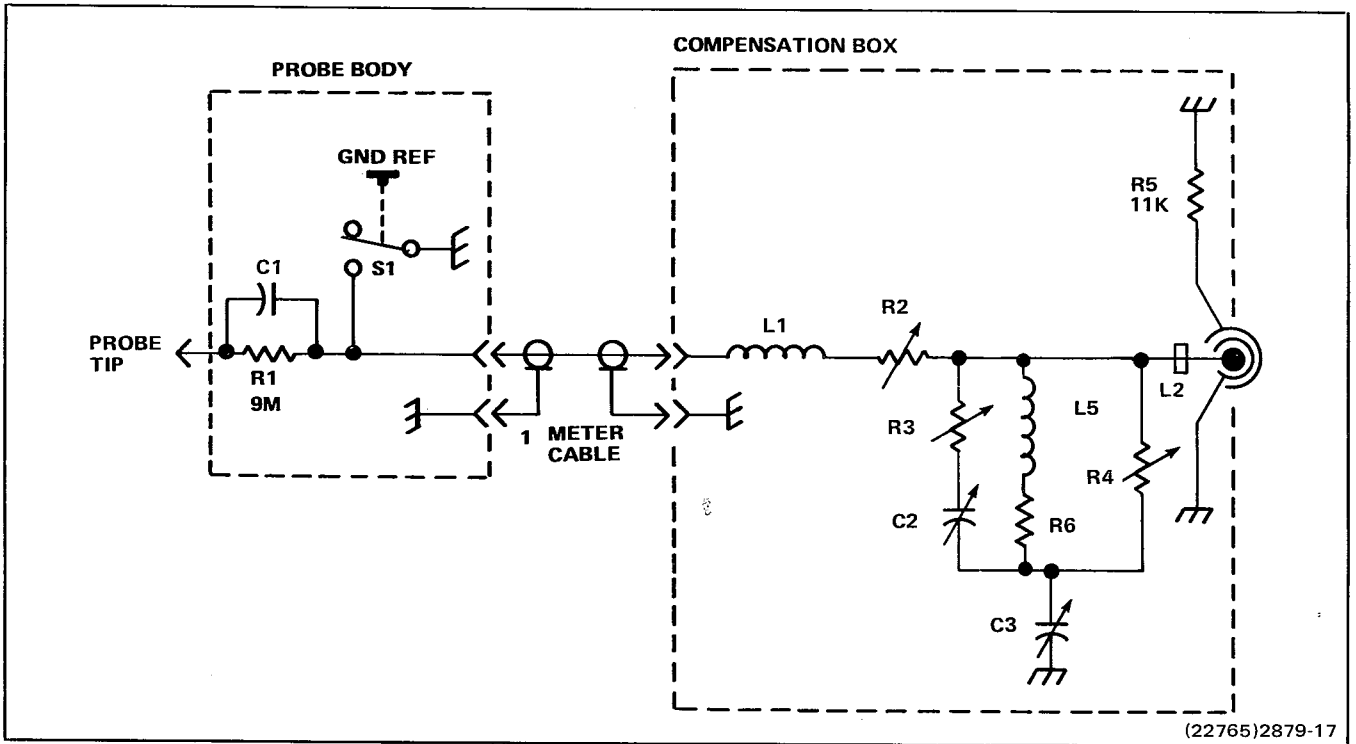 COMPENSATION BOX
PROBE BODY
GND REF
S1
C1
PROBE
TIP
R1
9M
1 METER
CABLE
L1
R2
R3
C2
L5
R6
R4
C3
L2
R5
11K
(22765)2879-17